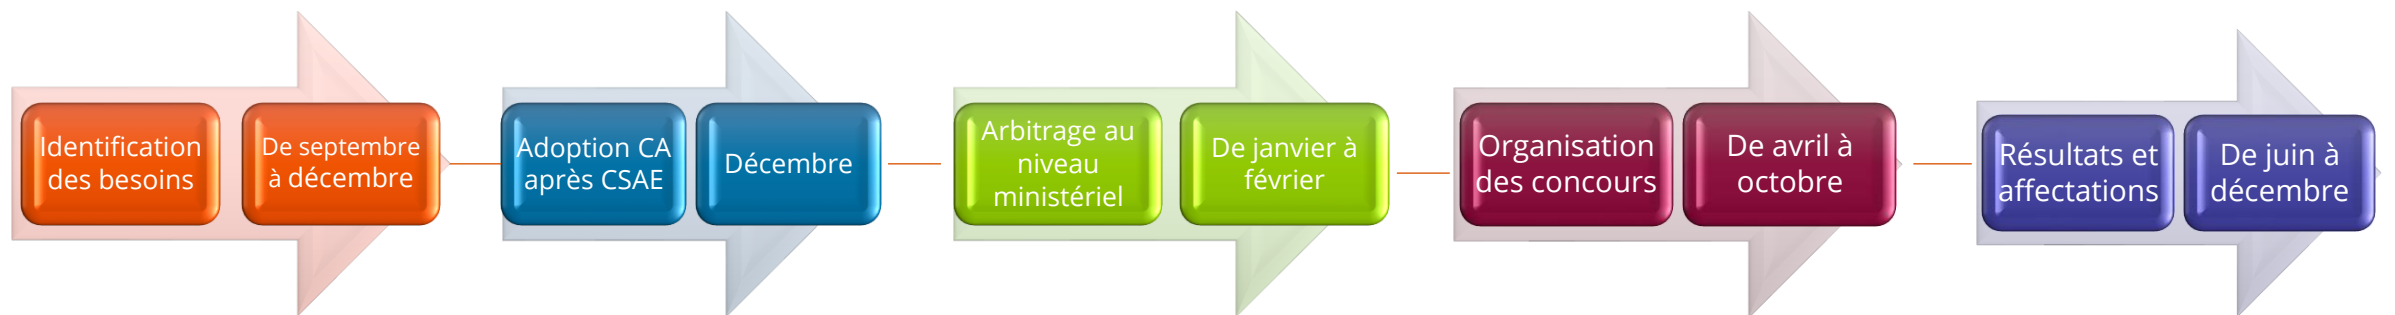 Identification
des besoins
De septembre
à décembre
Adoption CA
après CSAE
Décembre
Arbitrage au
niveau
ministériel
De janvier à
février
Organisation
des concours
De avril à
octobre
Résultats et
affectations
De juin à
décembre